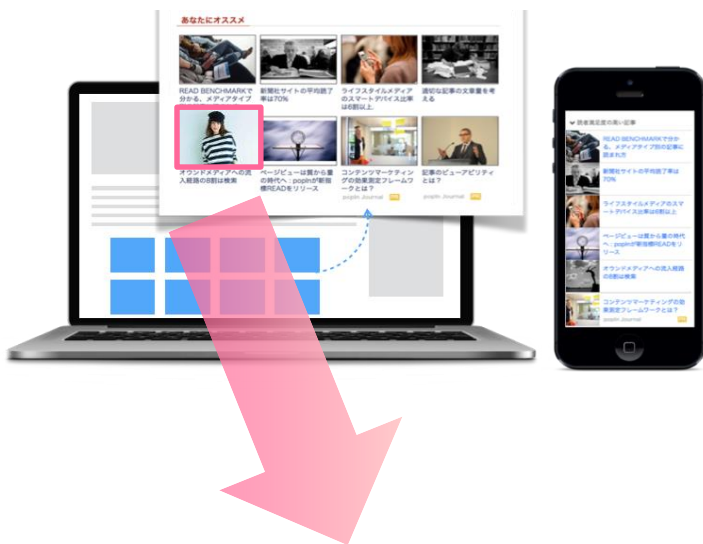 あなたにオススメ
READ BENCHMARKで
分かる、メディアタイプ
新聞社サイトの平均読了
率は70%
ライフスタイルメディア
のスマートデバイス比率
は6割以上
適切な記事の文章量を考
える
オウンドメディアへの流
入経路の8割は検索
ページビューは質から量
の時代へ：popInが新指
標READをリリース
コンテンツマーケティン
グの効果測定フレームワ
ークとは？
popIn Journal PR
記事のビューアビリティ
とは？
popIn Journal PR
読者満足度の高い記事
READ BENCHMARKで分か
る、メディアタイプ別の記事に
読まれ方
新聞社サイトの平均読了率は
70%
ライフスタイルメディアのスマ
ートデバイス比率は6割以上
ページビューは質から量の時代
へ：popInが新指標READをリ
リース
オウンドメディアへの流入経路
の8割は検索
コンテンツマーケティングの効
果測定フレームワークとは？
popIn Journal PR